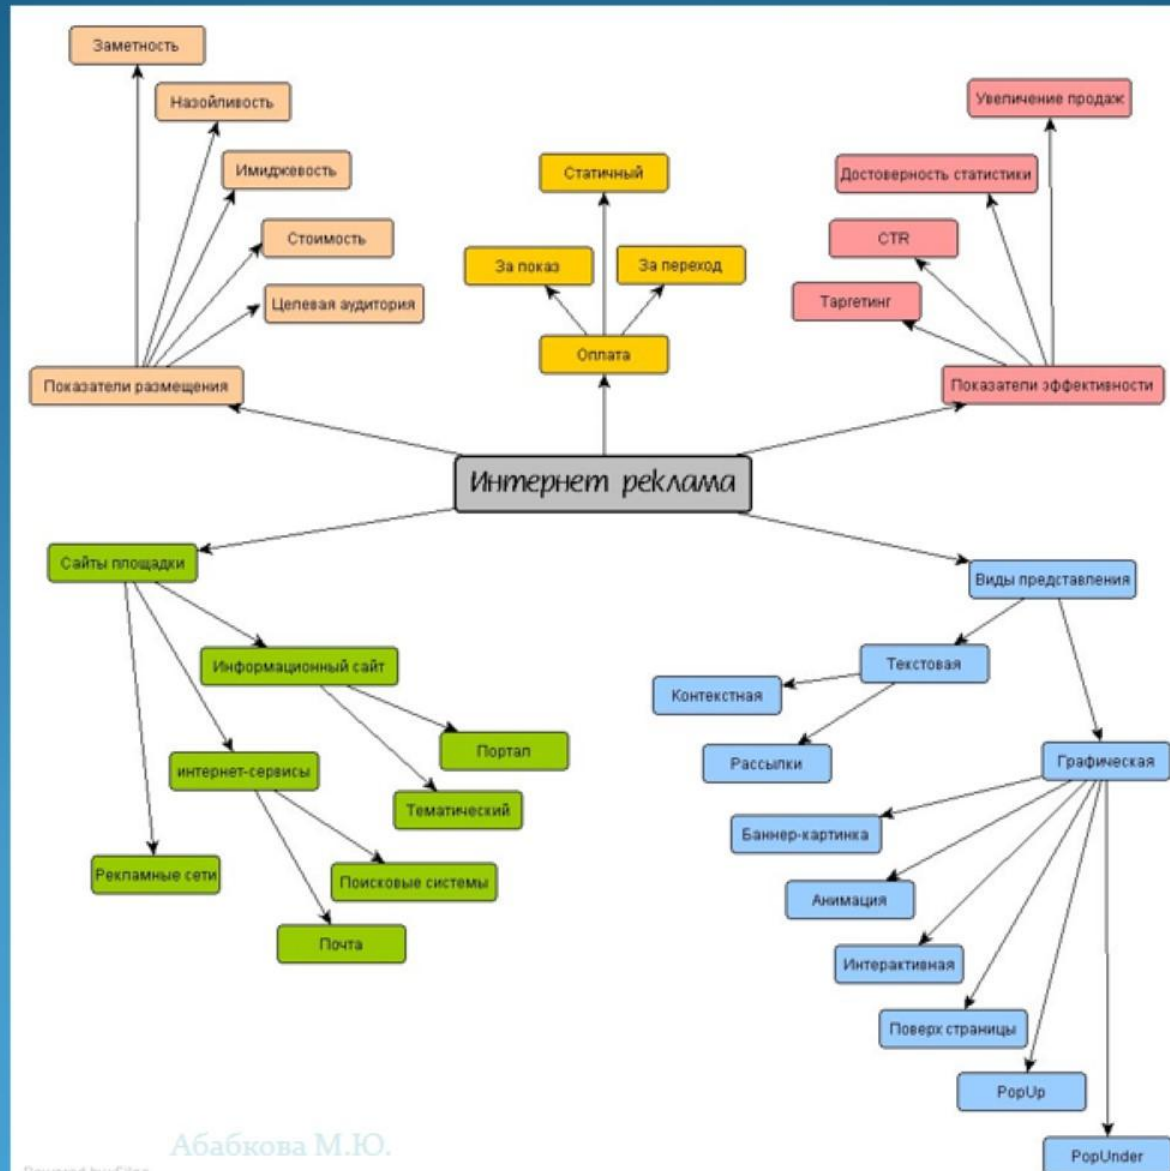 Заметность
Назойливость
Имиджевость
Стоимость
Целевая аудитория
Показатели размещения
Статичный
За показ
За переход
Оплата
Увеличение продаж
Достоверность статистики
CTR
Таргетинг
Показатели эффективности
Интернет реклама
Сайты площадки
Информационный сайт
Портал
Тематический
интернет-сервисы
Поисковые системы
Почта
Рекламные сети
Виды представления
Текстовая
Контекстная
Рассылки
Графическая
Баннер-картинка
Анимация
Интерактивная
Поверх страницы
PopUp
PopUnder
Абабкова М.Ю.